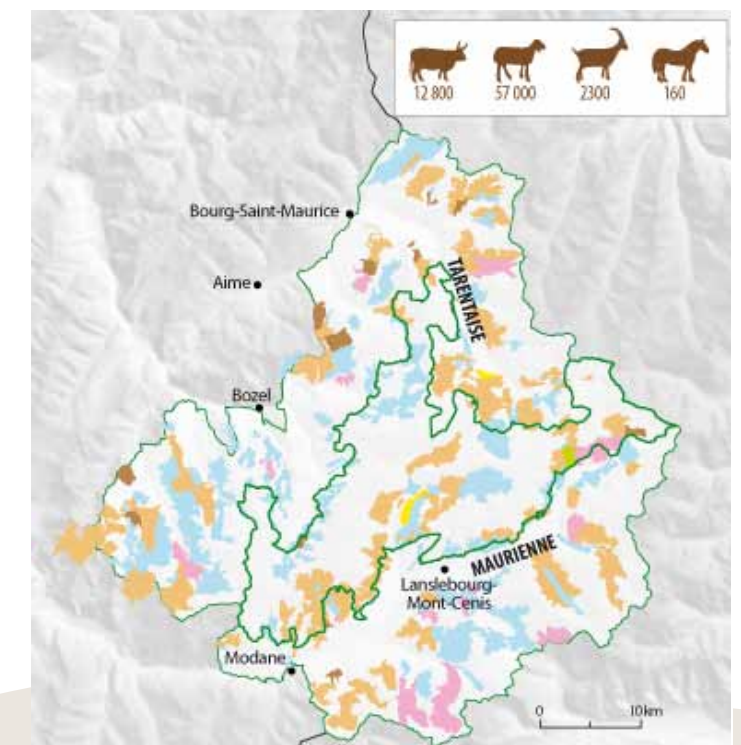 12 800 57 000 2300 160
Bourg-Saint-Maurice
Aime
TARENTAISE
Bozel
MAURIENNE
Lanslebourg-
Mont-Cenis
Modane
0 10 km